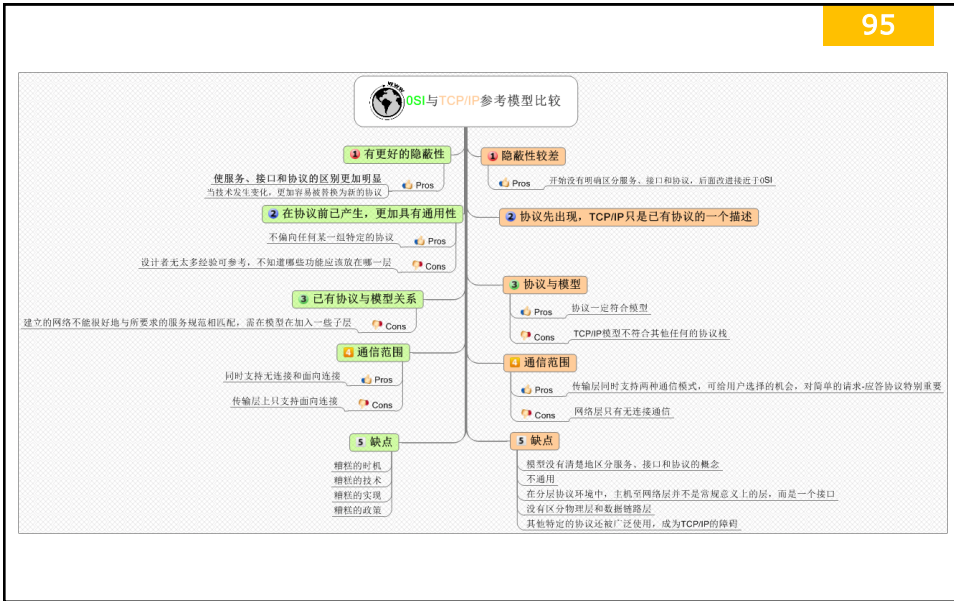 95
OSI与TCP/IP参考模型比较
1 有更好的隐蔽性
使服务、接口和协议的区别更加明显
当技术发生变化，更加容易被替换为新的协议
Pros
2 在协议前已产生，更加具有通用性
不偏向任何某一组特定的协议
Pros
设计者无太多经验可参考，不知道哪些功能应该放在哪一层
Cons
3 已有协议与模型关系
建立的网络不能很好地与所要求的服务规范相匹配，需在模型在加入一些子层
Cons
4 通信范围
同时支持无连接和面向连接
Pros
传输层上只支持面向连接
Cons
5 缺点
糟糕的时机
糟糕的技术
糟糕的实现
糟糕的政策
1 隐蔽性较差
Pros
开始没有明确区分服务、接口和协议，后面改进接近于OSI
2 协议先出现，TCP/IP只是已有协议的一个描述
3 协议与模型
Pros
协议一定符合模型
Cons
TCP/IP模型不符合其他任何的协议栈
4 通信范围
Pros
传输层同时支持两种通信模式，可给用户选择的机会，对简单的请求-应答协议特别重要
Cons
网络层只有无连接通信
5 缺点
模型没有清楚地区分服务、接口和协议的概念
不通用
在分层协议环境中，主机至网络层并不是常规意义上的层，而是一个接口
没有区分物理层和数据链路层
其他特定的协议还被广泛使用，成为TCP/IP的障碍